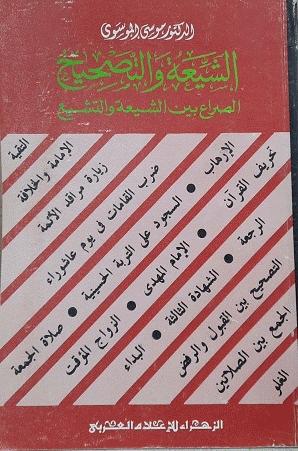 الدكتور موسى الموسوي
الشيعة والتصحيح
الصراع بين الشيعة والتشيع
التقية
الإمامة والخلافة
زيارة مراقد الأئمة
ضرب القامات في يوم عاشوراء
الإرهاب • السجود على التربة الحسينية • صلاة الجمعة
تحريف القرآن • الإمام المهدي • الزواج المؤقت
الرجعة • الشهادة الثالثة • البداء
التصحيح بين القبول والرفض
الجمع بين الصلاتين
الغلو
الزهراء للإعلام العربي